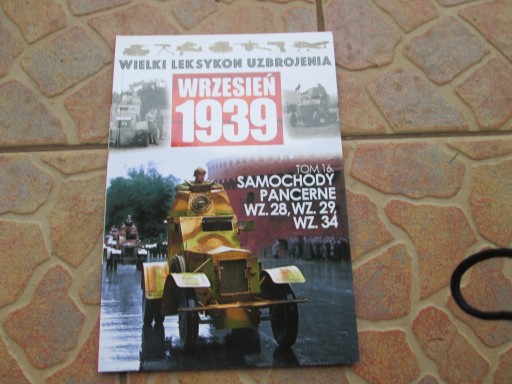 WIELKI LEKSYKON UZBROJENIA
WRZESIEŃ
1939
TOM 16.
SAMOCHODY
PANCERNE
WZ. 28, WZ. 29,
WZ. 34